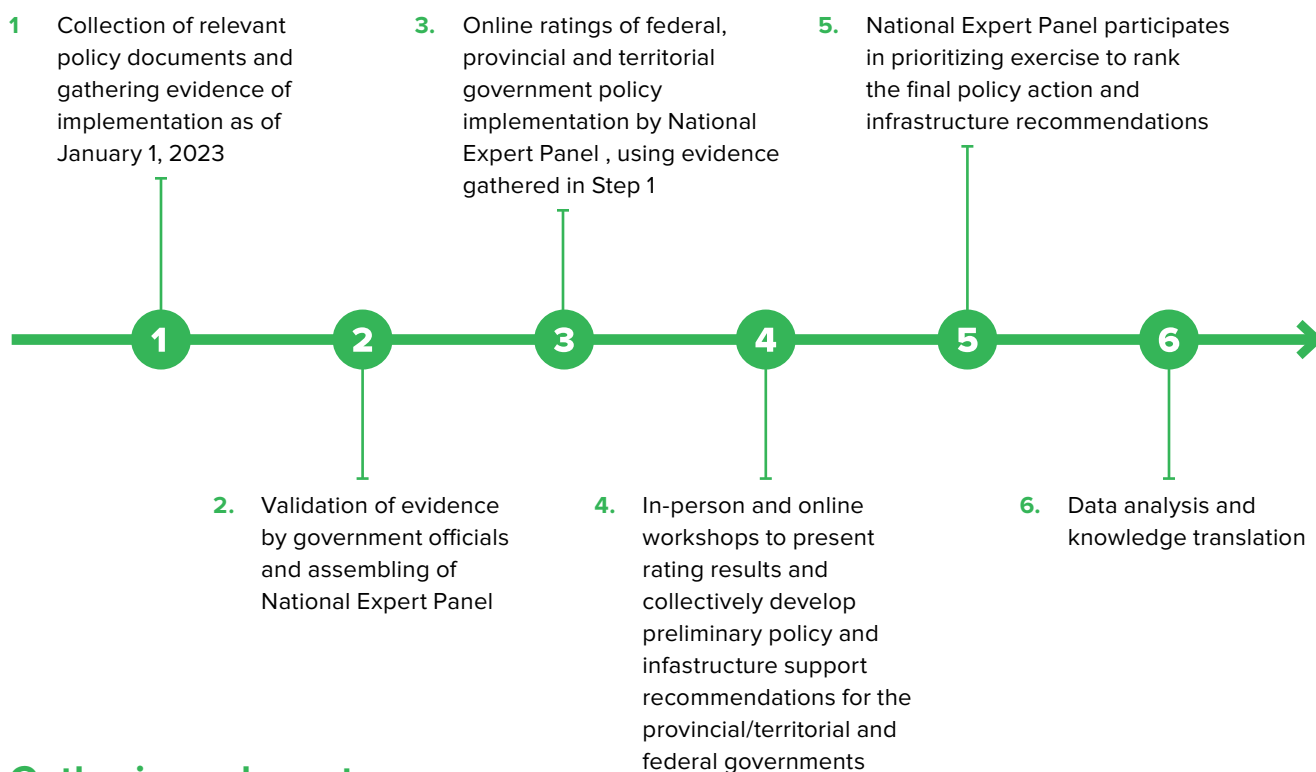 1 Collection of relevant
policy documents and
gathering evidence of
implementation as of
January 1, 2023
3. Online ratings of federal,
provincial and territorial
government policy
implementation by National
Expert Panel , using evidence
gathered in Step 1
5. National Expert Panel participates
in prioritizing exercise to rank
the final policy action and
infrastructure recommendations
1 2 3 4 5 6
2. Validation of evidence
by government officials
and assembling of
National Expert Panel
4. In-person and online
workshops to present
rating results and
collectively develop
preliminary policy and
infastructure support
recommendations for the
provincial/territorial and
federal governments
6. Data analysis and
knowledge translation